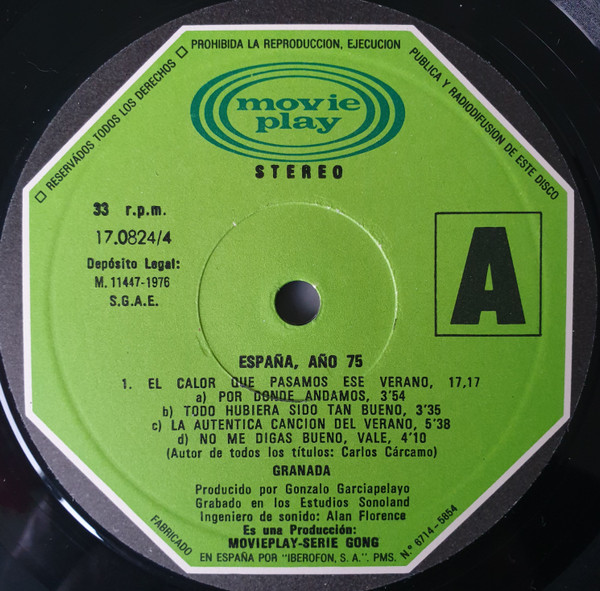 RESERVADOS TODOS LOS DERECHOS □ PROHIBIDA LA REPRODUCCION, EJECUCION □ PUBLICA Y RADIODIFUSION DE ESTE DISCO □
movie
play
STEREO
33 r.p.m.
17.0824/4
Depósito Legal:
M. 11447-1976
S.G.A.E.
A
ESPAÑA, AÑO 75
1. EL CALOR QUE PASAMOS ESE VERANO, 17,17
a) POR DONDE ANDAMOS, 3'54
b) TODO HUBIERA SIDO TAN BUENO, 3'35
c) LA AUTENTICA CANCION DEL VERANO, 5'38
d) NO ME DIGAS BUENO, VALE, 4'10
(Autor de todos los títulos: Carlos Cárcamo)
GRANADA
Producido por Gonzalo Garciapelayo
Grabado en los Estudios Sonoland
Ingeniero de sonido: Alan Florence
Es una Producción:
MOVIEPLAY-SERIE GONG
FABRICADO EN ESPAÑA POR "IBEROFON, S. A.". PMS. N.º 6714-5854